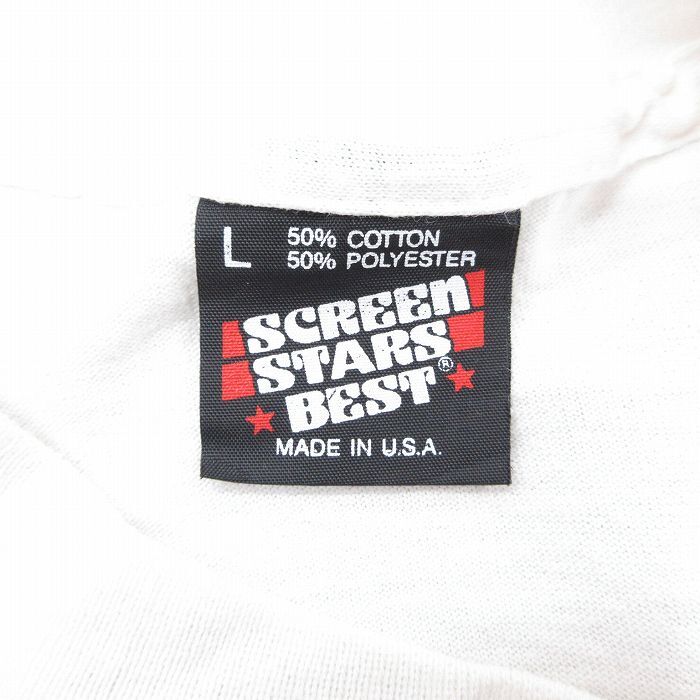 L 50% COTTON
50% POLYESTER
SCREEN
STARS
BEST®
MADE IN U.S.A.